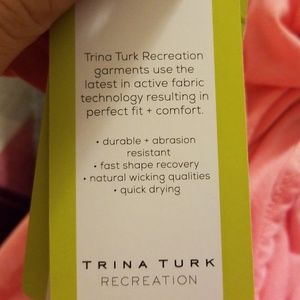 Trina Turk Recreation
garments use the
latest in active fabric
technology resulting in
perfect fit + comfort.
• durable + abrasion
resistant
• fast shape recovery
• natural wicking qualities
• quick drying
TRINA TURK
RECREATION